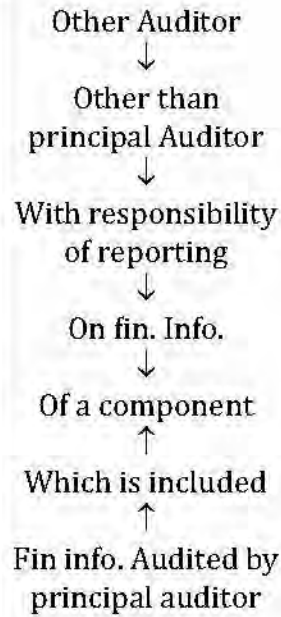 Other Auditor
↓
Other than
principal Auditor
↓
With responsibility
of reporting
↓
On fin. Info.
↓
Of a component
↑
Which is included
↑
Fin info. Audited by
principal auditor